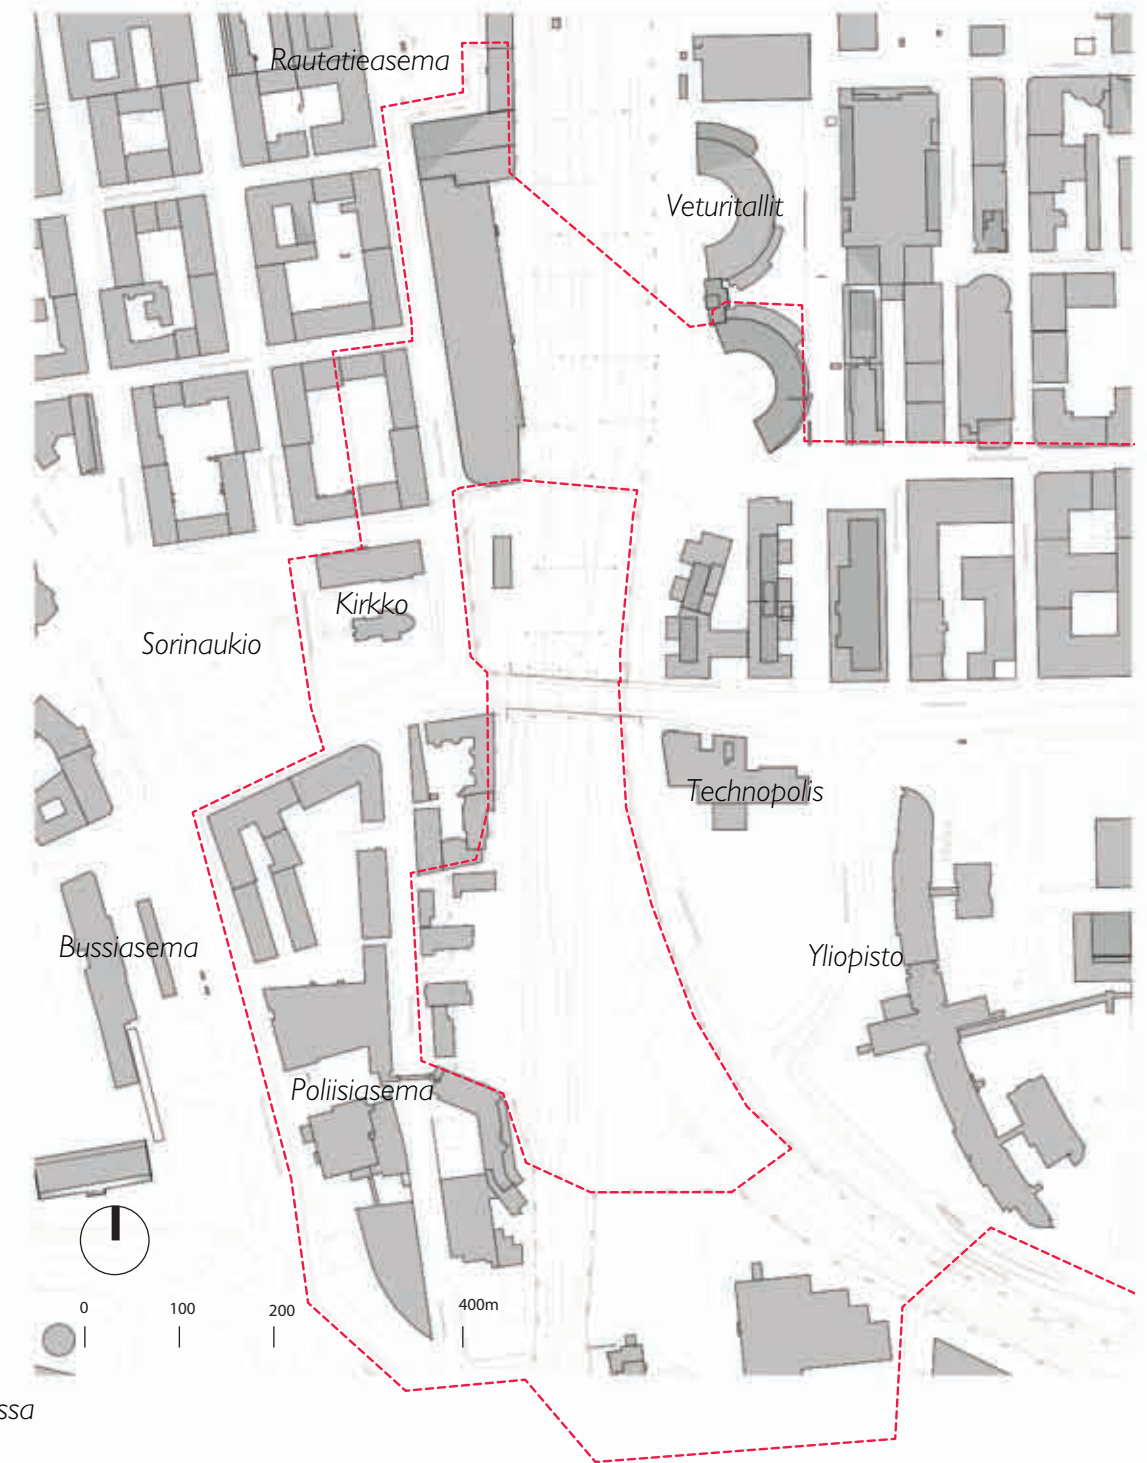 Rautatieasema
Veturitallit
Kirkko
Sorinaukio
Technopolis
Bussiasema
Yliopisto
Poliisiasema
0 100 200 400m
ssa